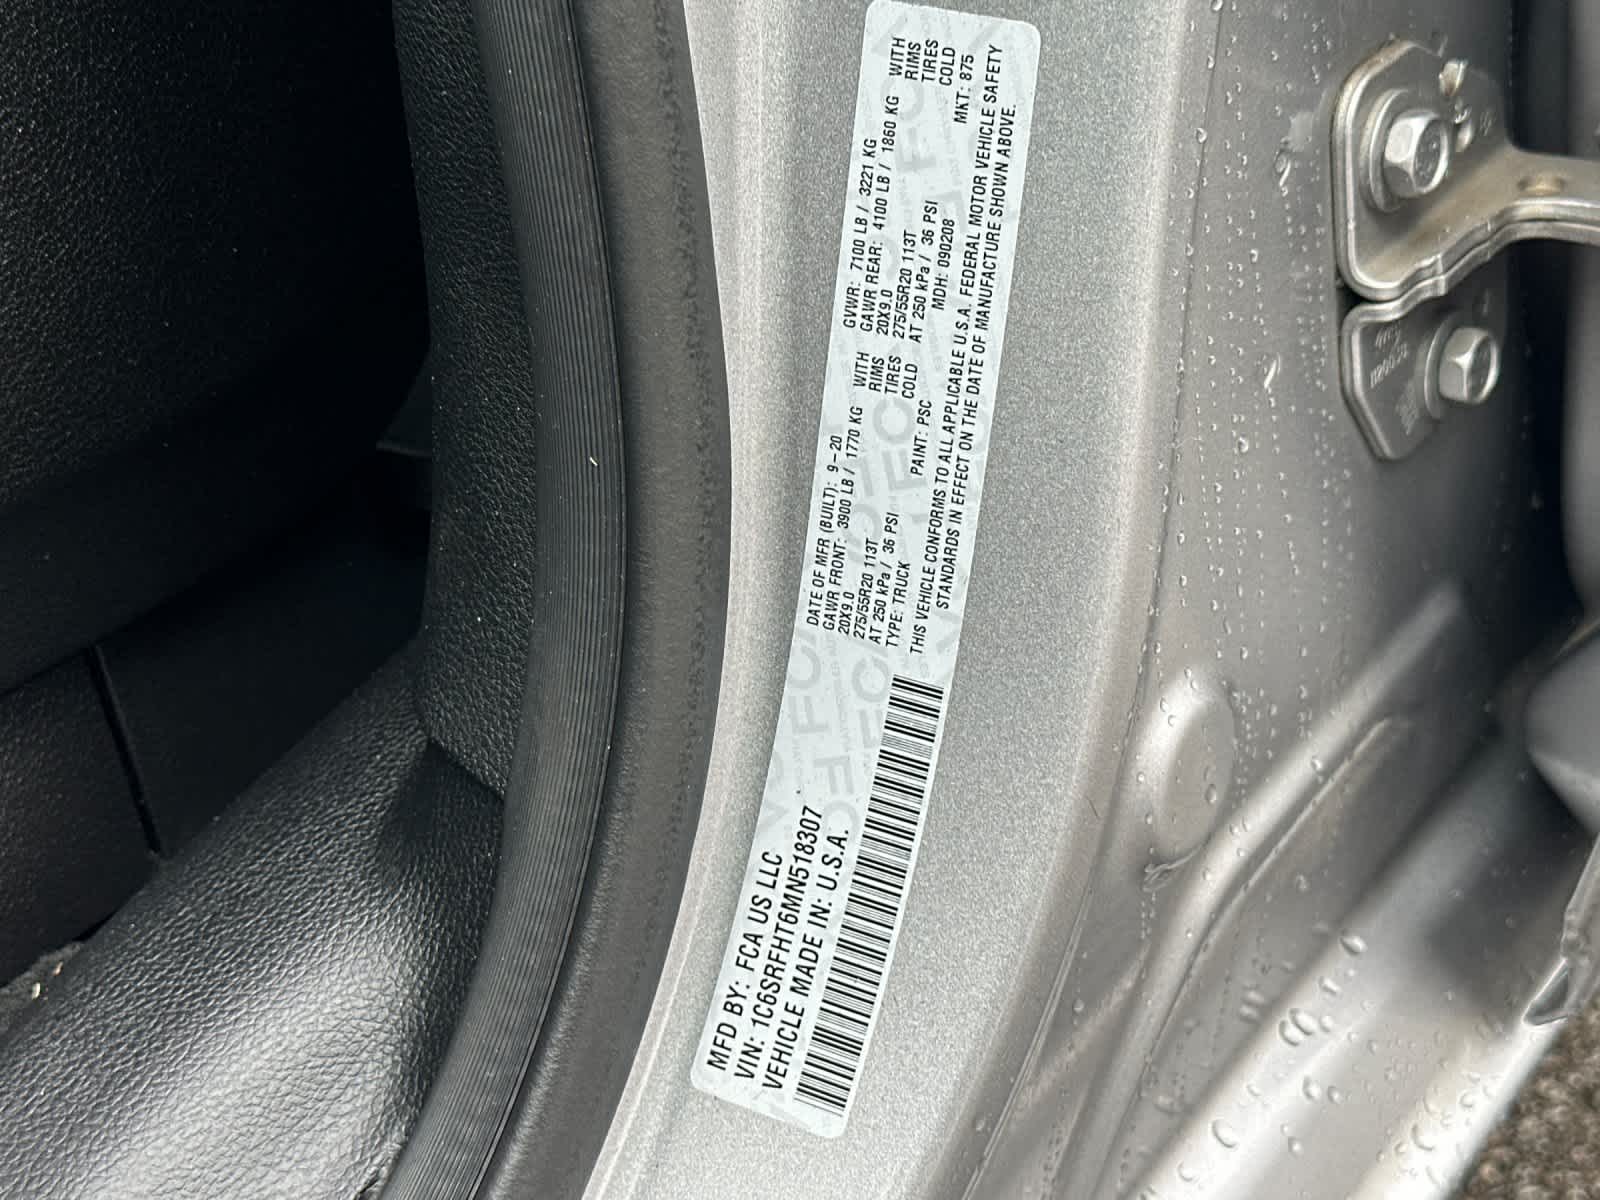 MFD BY: FCA US LLC
VIN: 1C6SRFHT6MN518307
VEHICLE MADE IN: U.S.A.
DATE OF MFR (BUILT): 9-20
GAWR FRONT: 3900 LB / 1770 KG WITH
20X9.0 RIMS
275/55R20 113T TIRES
AT 250 kPa / 36 PSI COLD
TYPE: TRUCK PAINT: PSC
GVWR: 7100 LB / 3221 KG
GAWR REAR: 4100 LB / 1860 KG WITH
20X9.0 RIMS
275/55R20 113T TIRES
AT 250 kPa / 36 PSI COLD
MDH: 090208 MKT: 875
THIS VEHICLE CONFORMS TO ALL APPLICABLE U.S.A. FEDERAL MOTOR VEHICLE SAFETY
STANDARDS IN EFFECT ON THE DATE OF MANUFACTURE SHOWN ABOVE.